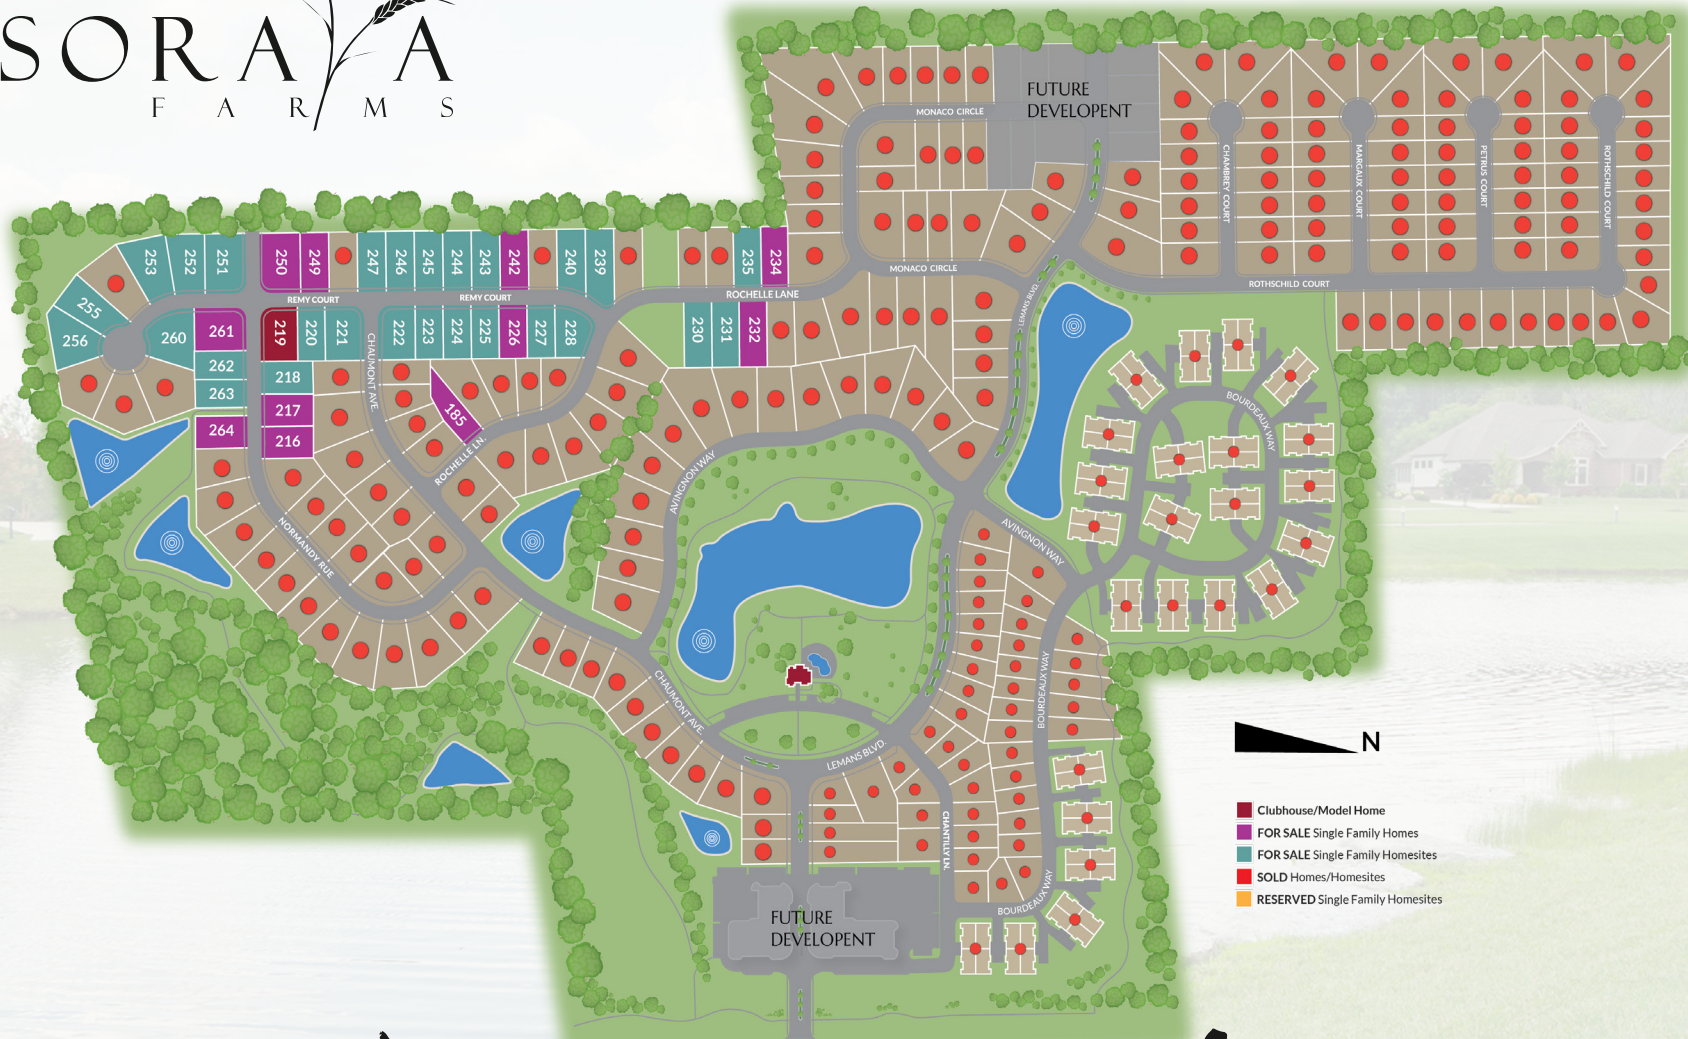 SORAYA
FARMS
FUTURE
DEVELOPENT
MONACO CIRCLE
CHAMBREY COURT
MARGAUX COURT
PETRUS COURT
ROTHSCHILD COURT
253
252
251
250
249
247
246
245
244
243
242
240
239
235
234
MONACO CIRCLE
255
REMY COURT
REMY COURT
ROCHELLE LANE
LEMANS BLVD.
ROTHSCHILD COURT
256
260
261
219
220
221
222
223
224
225
226
227
228
230
231
232
CHAUMONT AVE.
262
218
263
217
185
264
216
BOURDEAUX WAY
ROCHELLE LN.
AVINGNON WAY
NORMANDY RUE
AVINGNON WAY
CHAUMONT AVE.
BOURDEAUX WAY
LEMANS BLVD.
N
CHANTILLY LN.
Clubhouse/Model Home
FOR SALE Single Family Homes
FOR SALE Single Family Homesites
SOLD Homes/Homesites
RESERVED Single Family Homesites
BOURDEAUX WAY
FUTURE
DEVELOPENT